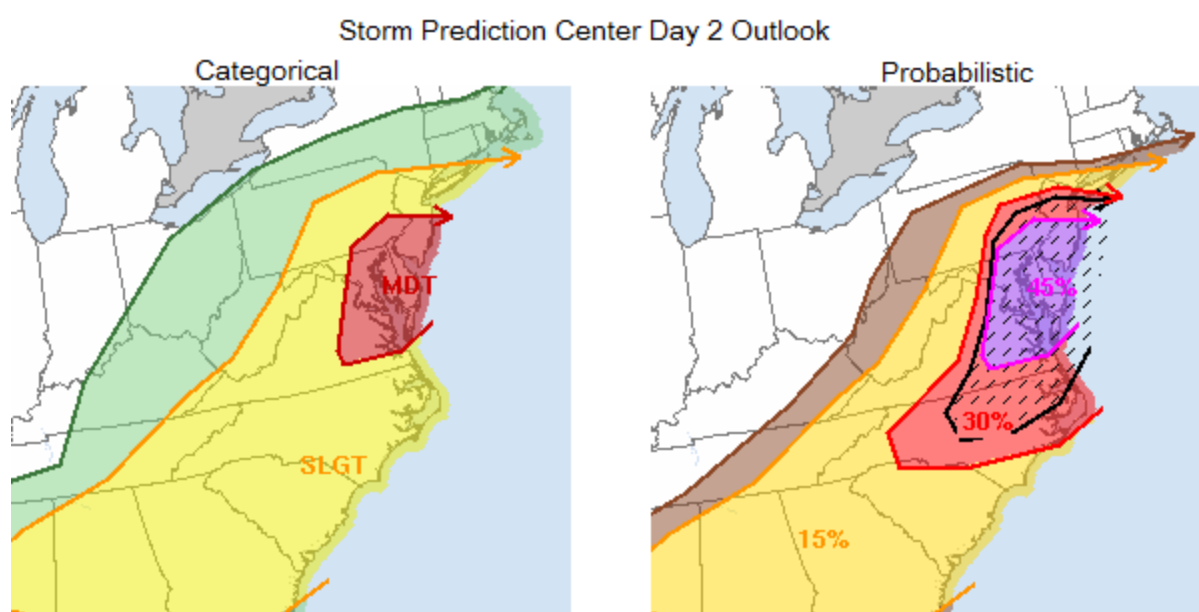 Storm Prediction Center Day 2 Outlook
Categorical
Probabilistic
MDT
SLGT
45%
30%
15%